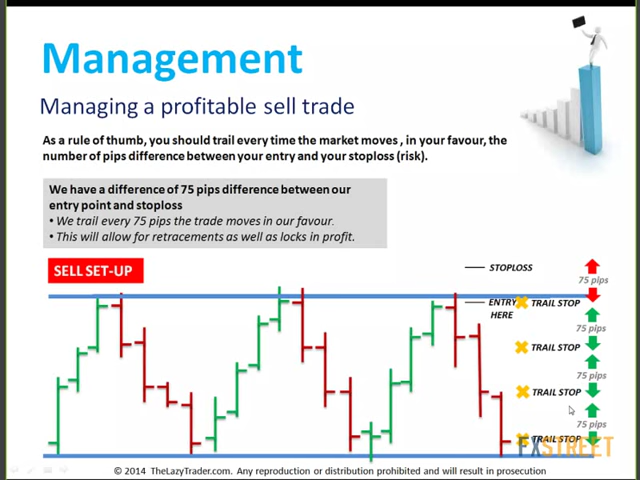 Management
Managing a profitable sell trade
As a rule of thumb, you should trail every time the market moves , in your favour, the
number of pips difference between your entry and your stoploss (risk).
We have a difference of 75 pips difference between our
entry point and stoploss
• We trail every 75 pips the trade moves in our favour.
• This will allow for retracements as well as locks in profit.
SELL SET-UP
STOPLOSS
75 pips
ENTRY
HERE
TRAIL STOP
75 pips
TRAIL STOP
75 pips
TRAIL STOP
75 pips
TRAIL STOP
FXSTREET
© 2014 TheLazyTrader.com. Any reproduction or distribution prohibited and will result in prosecution